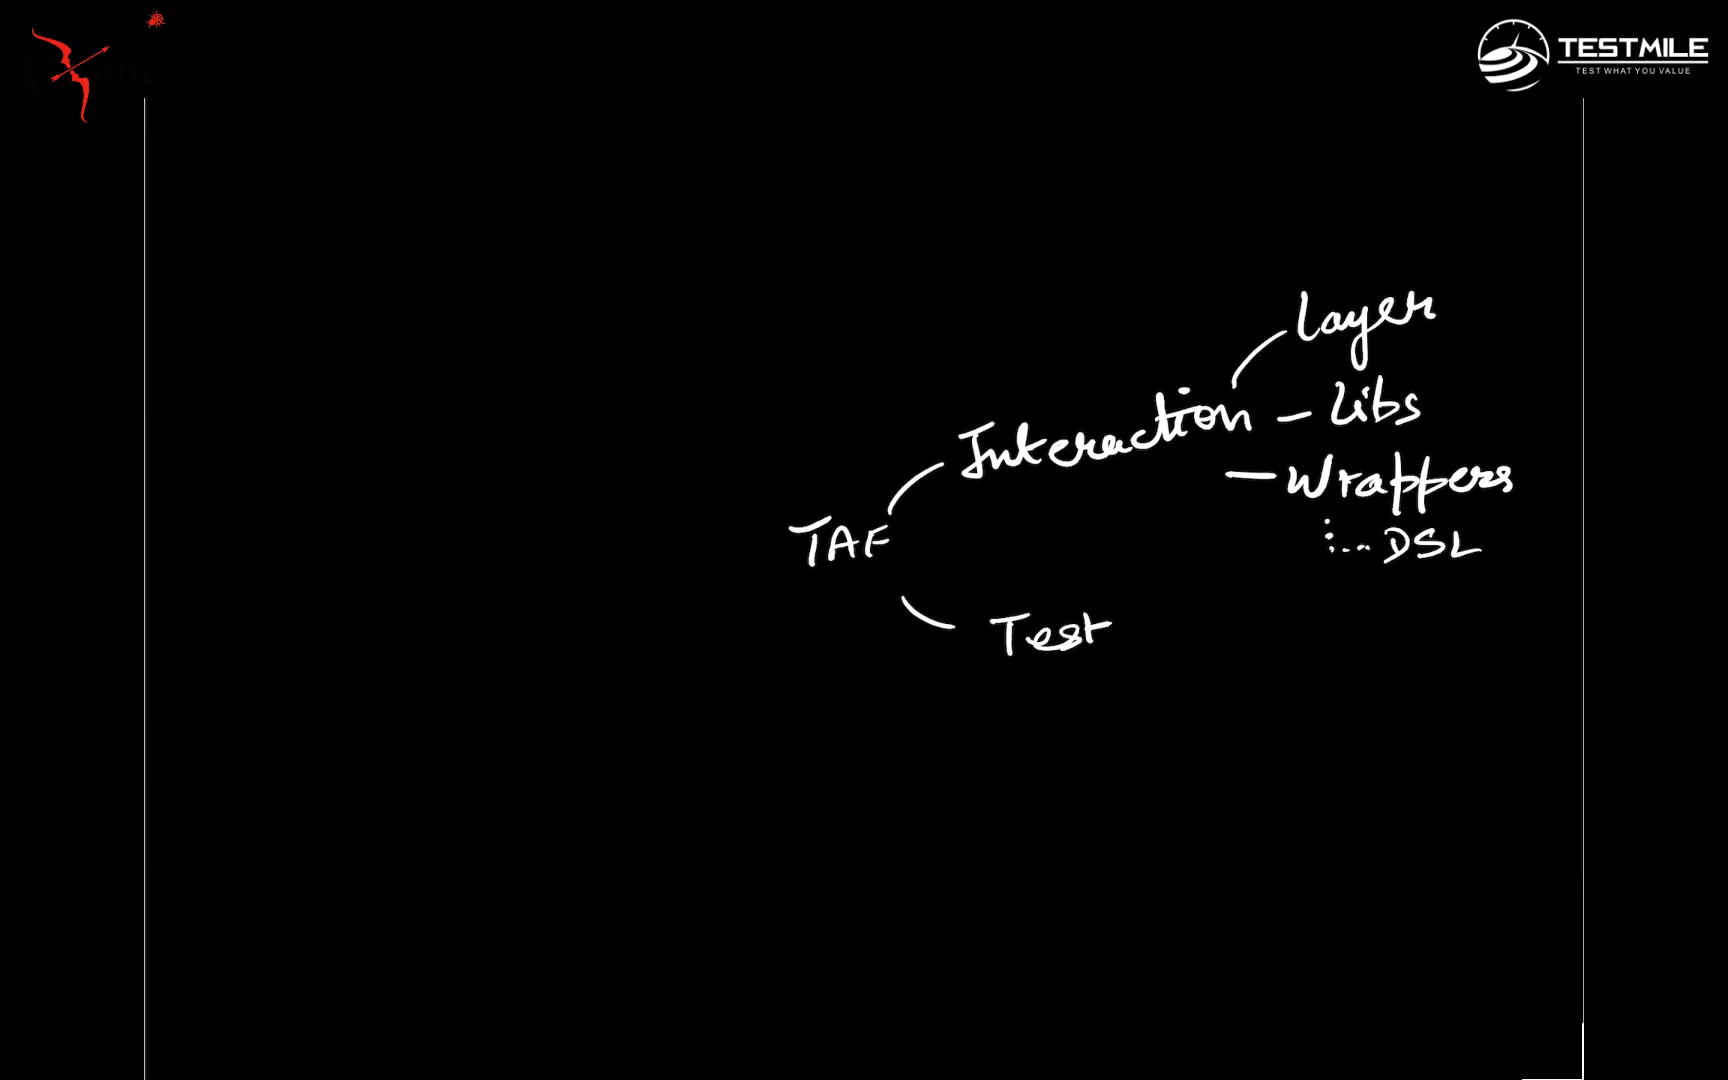 TESTMILE
TEST WHAT YOU VALUE
Layer
Interaction - Libs
- Wrappers
TAF
DSL
Test